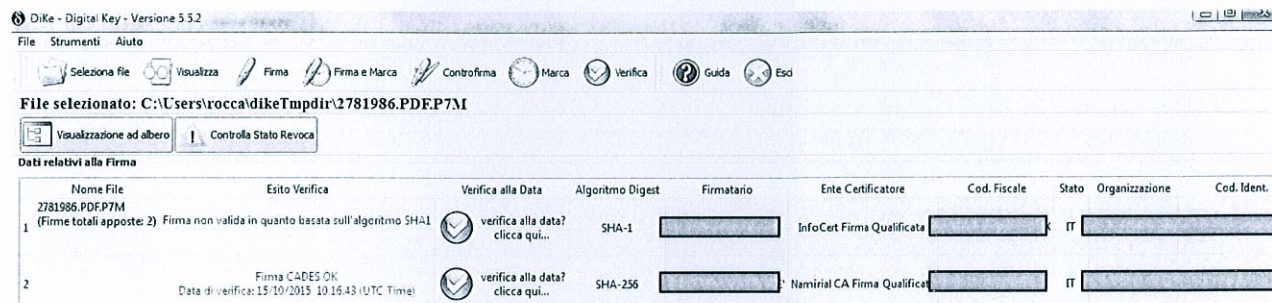 DiKe - Digital Key - Versione 5.5.2
File Strumenti Aiuto
Seleziona file Visualizza Firma Firma e Marca Controfirma Marca Verifica Guida Esci
File selezionato: C:\Users\rocca\dikeTmpdir\2781986.PDF.P7M
Visualizzazione ad albero Controlla Stato Revoca
Dati relativi alla Firma
Nome File Esito Verifica Verifica alla Data Algoritmo Digest Firmatario Ente Certificatore Cod. Fiscale Stato Organizzazione Cod. Ident.
2781986.PDF.P7M
1 (Firme totali apposte: 2) Firma non valida in quanto basata sull'algoritmo SHA1 verifica alla data? clicca qui... SHA-1 InfoCert Firma Qualificata IT
2 Firma CADES OK
Data di verifica: 15/10/2015 10.16.43 (UTC Time) verifica alla data? clicca qui... SHA-256 Namirial CA Firma Qualificat IT